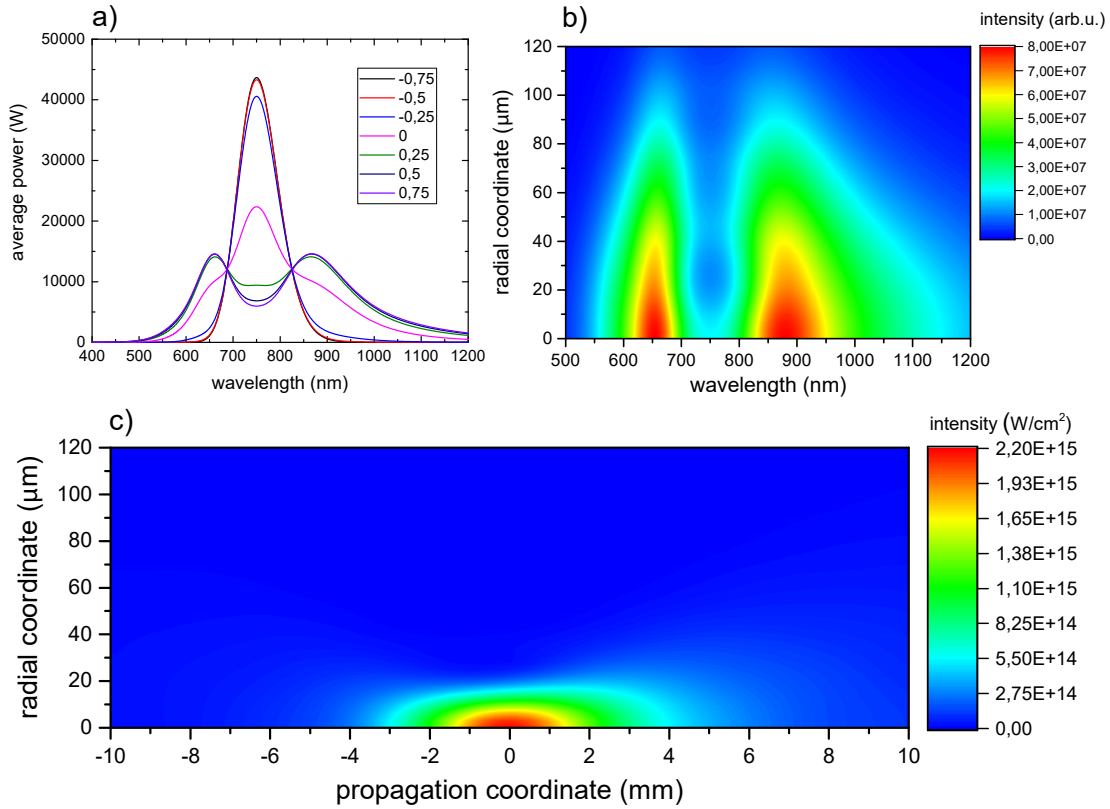 a)
50000
40000
30000
20000
10000
0
average power (W)
-0,75
-0,5
-0,25
0
0,25
0,5
0,75
400 500 600 700 800 900 1000 1100 1200
wavelength (nm)
b)
120
100
80
60
40
20
0
radial coordinate (µm)
500 600 700 800 900 1000 1100 1200
wavelength (nm)
intensity (arb.u.)
8,00E+07
7,00E+07
6,00E+07
5,00E+07
4,00E+07
3,00E+07
2,00E+07
1,00E+07
0,00
c)
120
100
80
60
40
20
0
radial coordinate (µm)
-10 -8 -6 -4 -2 0 2 4 6 8 10
propagation coordinate (mm)
intensity (W/cm²)
2,20E+15
1,93E+15
1,65E+15
1,38E+15
1,10E+15
8,25E+14
5,50E+14
2,75E+14
0,00